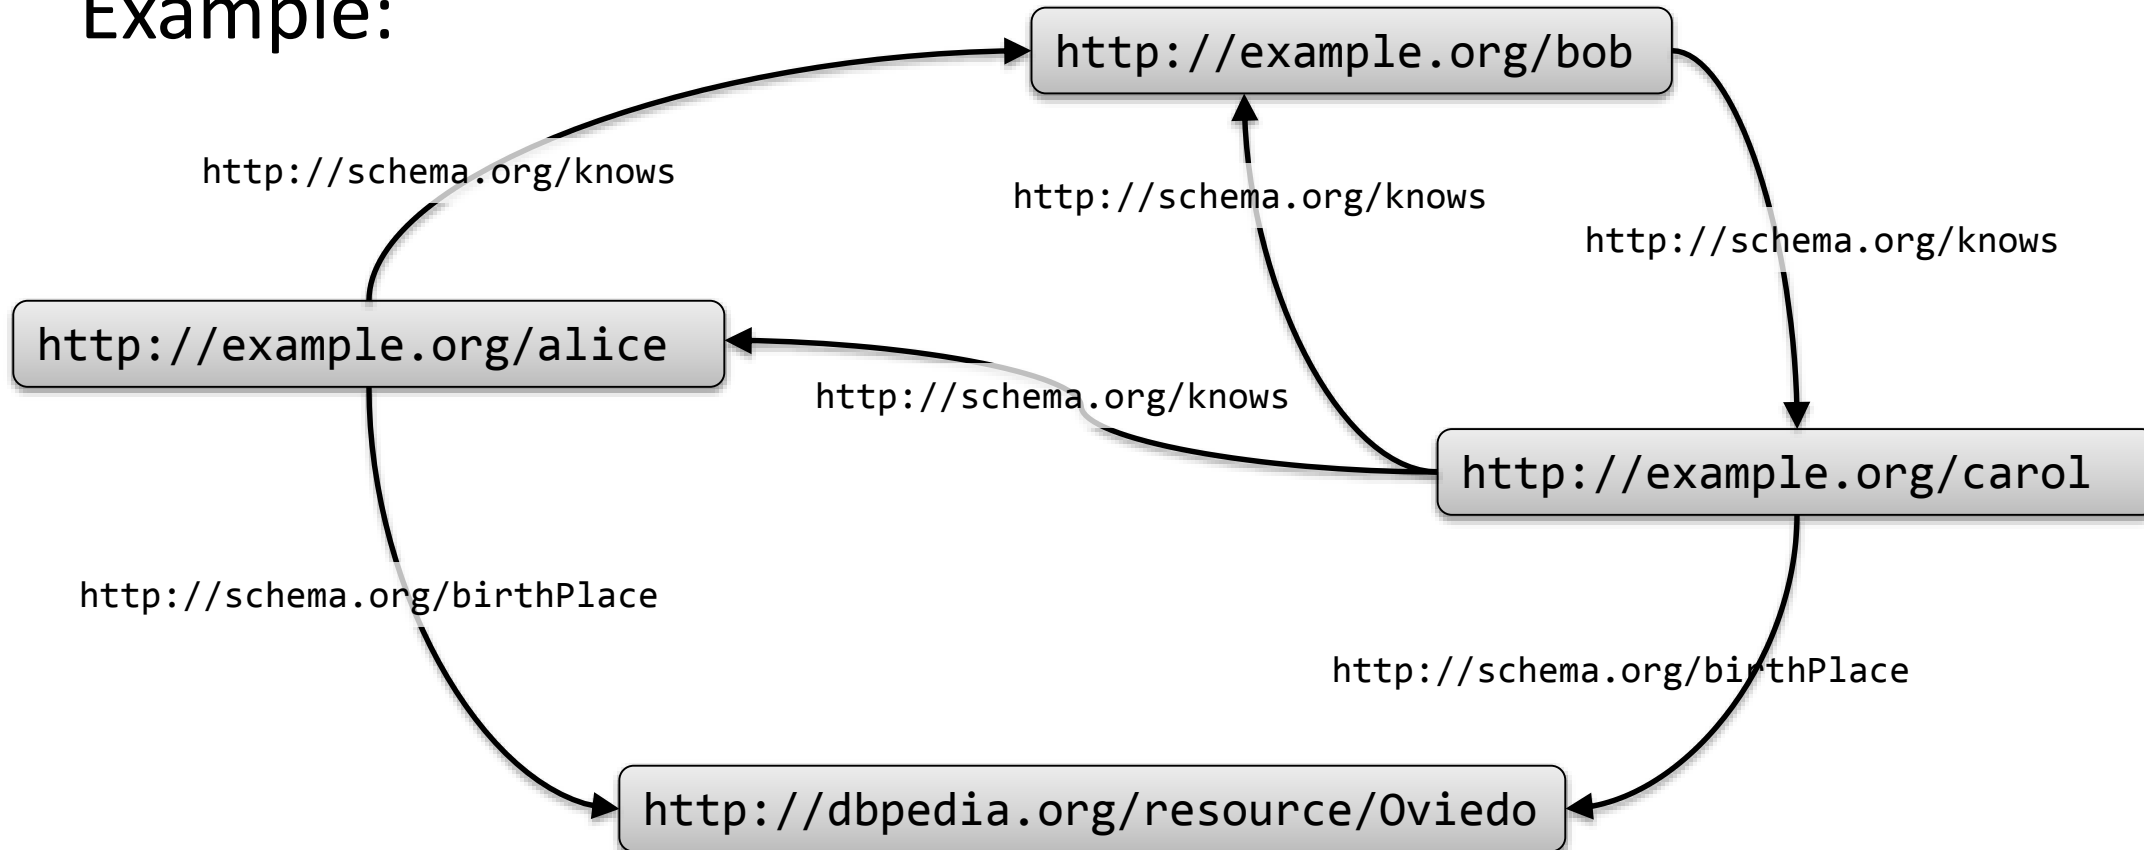 Example:
http://example.org/bob
http://schema.org/knows
http://schema.org/knows
http://schema.org/knows
http://example.org/alice
http://schema.org/knows
http://example.org/carol
http://schema.org/birthPlace
http://schema.org/birthPlace
http://dbpedia.org/resource/Oviedo